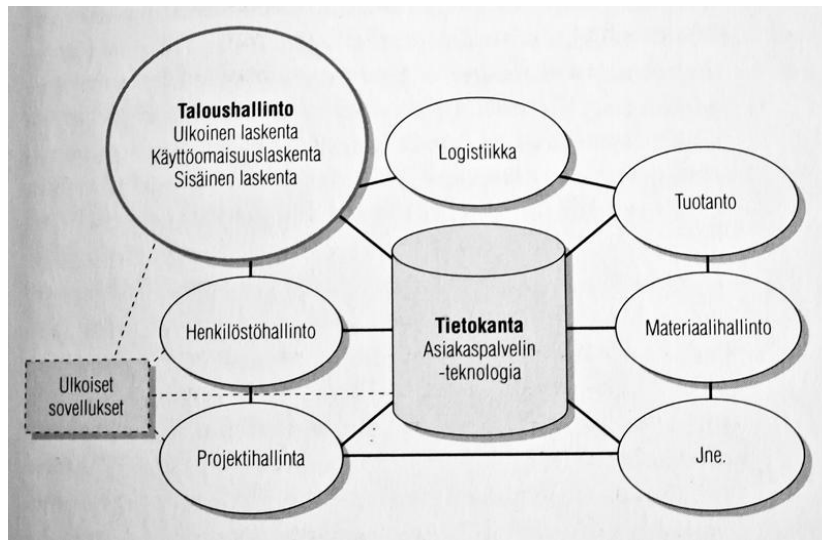 Taloushallinto
Ulkoinen laskenta
Käyttöomaisuuslaskenta
Sisäinen laskenta
Logistiikka
Tuotanto
Henkilöstöhallinto
Tietokanta
Asiakaspalvelin
-teknologia
Materiaalihallinto
Ulkoiset
sovellukset
Projektihallinta
Jne.